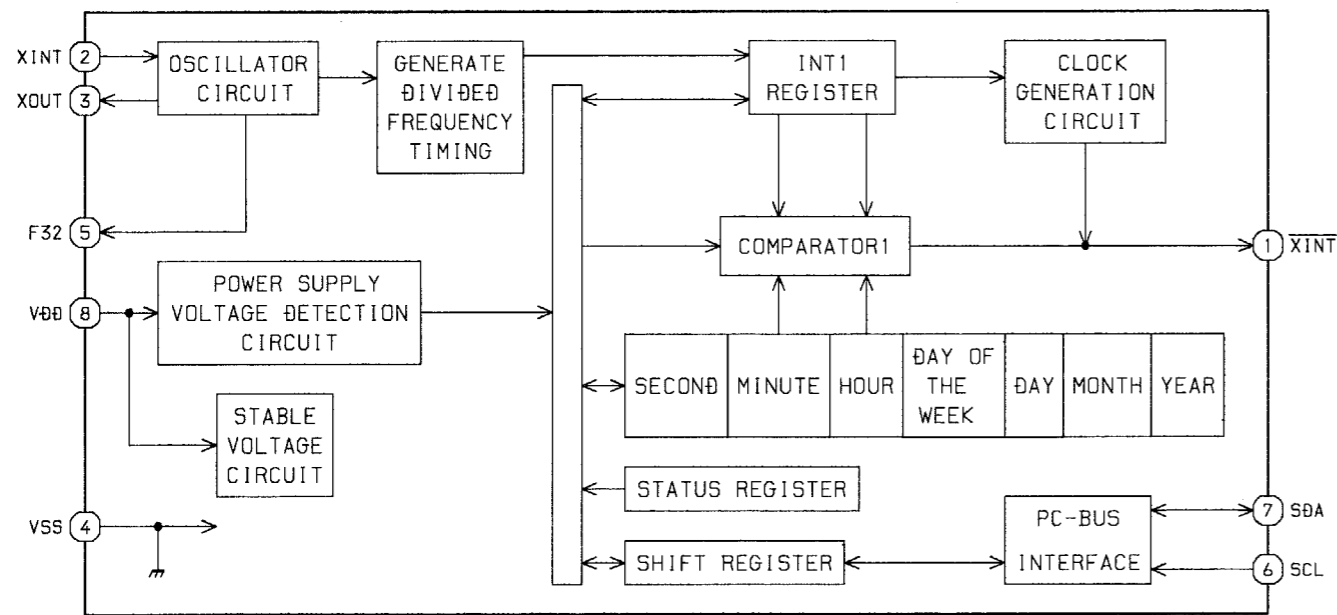 XINT 2
OSCILLATOR
CIRCUIT
GENERATE
DIVIDED
FREQUENCY
TIMING
INT1
REGISTER
CLOCK
GENERATION
CIRCUIT
XOUT 3
F32 5
COMPARATOR1
1 XINT
VDD 8
POWER SUPPLY
VOLTAGE DETECTION
CIRCUIT
SECOND
MINUTE
HOUR
DAY OF
THE
WEEK
DAY
MONTH
YEAR
STABLE
VOLTAGE
CIRCUIT
STATUS REGISTER
VSS 4
SHIFT REGISTER
PC-BUS
INTERFACE
7 SDA
6 SCL